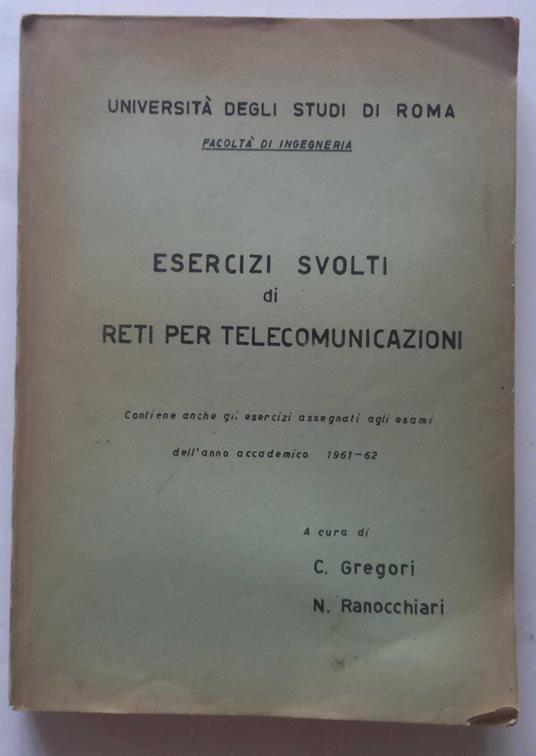 UNIVERSITÀ DEGLI STUDI DI ROMA
FACOLTÀ DI INGEGNERIA
ESERCIZI SVOLTI
di
RETI PER TELECOMUNICAZIONI
Contiene anche gli esercizi assegnati agli esami
dell'anno accademico 1961-62
A cura di
C. Gregori
N. Ranocchiari